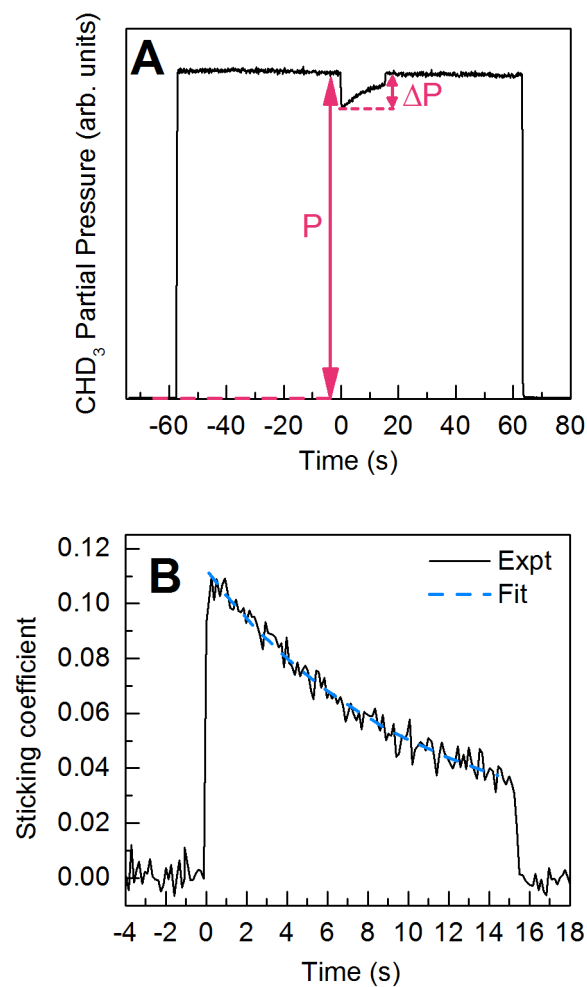 A
CHD₃ Partial Pressure (arb. units)
P
ΔP
-60 -40 -20 0 20 40 60 80
Time (s)
B
Expt
Fit
Sticking coefficient
0.12
0.10
0.08
0.06
0.04
0.02
0.00
-4 -2 0 2 4 6 8 10 12 14 16 18
Time (s)